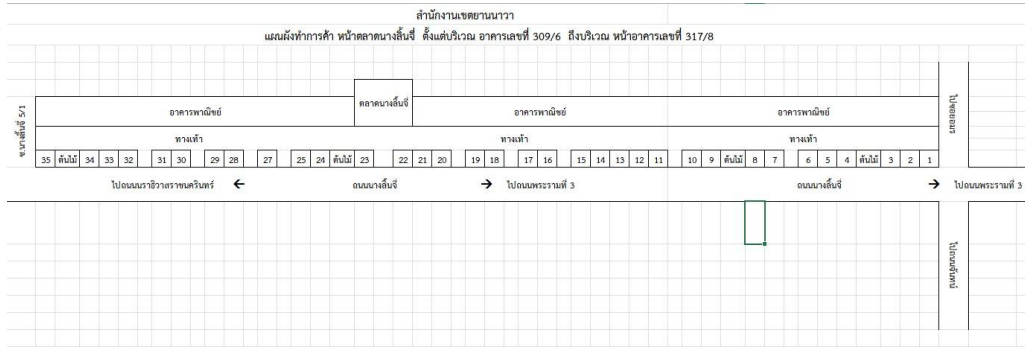 สำนักงานเขตยานนาวา
แผนผังทำการค้า หน้าตลาดนางลิ้นจี่ ตั้งแต่บริเวณ อาคารเลขที่ 309/6 ถึงบริเวณ หน้าอาคารเลขที่ 317/8
ซ.นางลิ้นจี่ 5/1
อาคารพาณิชย์ ตลาดนางลิ้นจี่ อาคารพาณิชย์ อาคารพาณิชย์
ไปซอยอมร
ทางเท้า ทางเท้า ทางเท้า
35 ต้นไม้ 34 33 32 31 30 29 28 27 25 24 ต้นไม้ 23 22 21 20 19 18 17 16 15 14 13 12 11 10 9 ต้นไม้ 8 7 6 5 4 ต้นไม้ 3 2 1
ไปถนนนราธิวาสราชนครินทร์ ← ถนนนางลิ้นจี่ → ไปถนนพระรามที่ 3 ถนนนางลิ้นจี่ → ไปถนนพระรามที่ 3
ไปถนนจันทน์